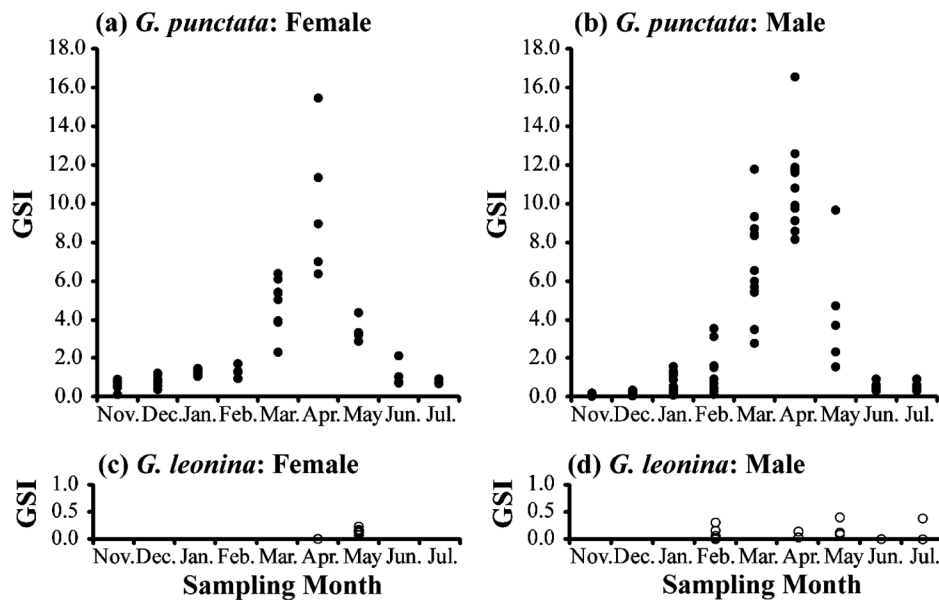 (a) G. punctata: Female
18.0
16.0
14.0
12.0
10.0
8.0
6.0
4.0
2.0
0.0
GSI
Nov. Dec. Jan. Feb. Mar. Apr. May Jun. Jul.
(b) G. punctata: Male
18.0
16.0
14.0
12.0
10.0
8.0
6.0
4.0
2.0
0.0
GSI
Nov. Dec. Jan. Feb. Mar. Apr. May Jun. Jul.
(c) G. leonina: Female
1.0
0.5
0.0
GSI
Nov. Dec. Jan. Feb. Mar. Apr. May Jun. Jul.
Sampling Month
(d) G. leonina: Male
1.0
0.5
0.0
GSI
Nov. Dec. Jan. Feb. Mar. Apr. May Jun. Jul.
Sampling Month